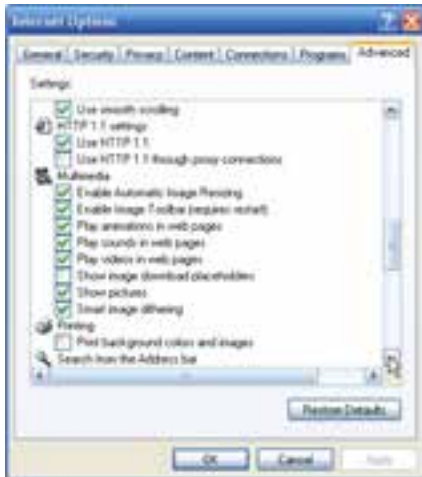 Internet Options
General Security Privacy Content Connections Programs Advanced
Settings:
Use smooth scrolling
HTTP 1.1 settings
Use HTTP 1.1
Use HTTP 1.1 through proxy connections
Multimedia
Enable Automatic Image Resizing
Enable Image Toolbar (requires restart)
Play animations in web pages
Play sounds in web pages
Play videos in web pages
Show image download placeholders
Show pictures
Smart image dithering
Printing
Print background colors and images
Search from the Address bar
Restore Defaults
OK Cancel Apply